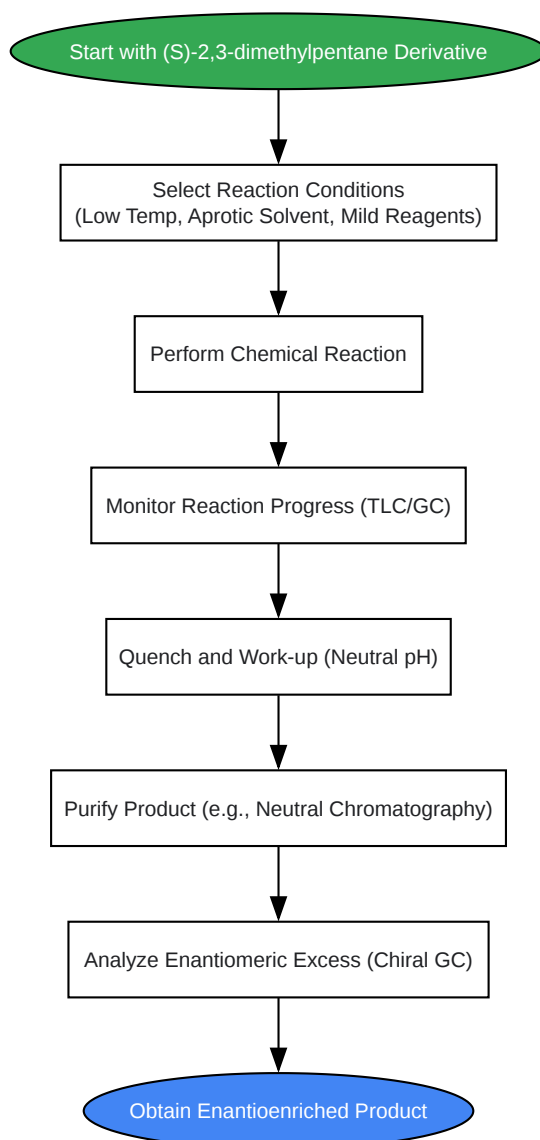 Start with (S)-2,3-dimethylpentane Derivative
Select Reaction Conditions
(Low Temp, Aprotic Solvent, Mild Reagents)
Perform Chemical Reaction
Monitor Reaction Progress (TLC/GC)
Quench and Work-up (Neutral pH)
Purify Product (e.g., Neutral Chromatography)
Analyze Enantiomeric Excess (Chiral GC)
Obtain Enantioenriched Product